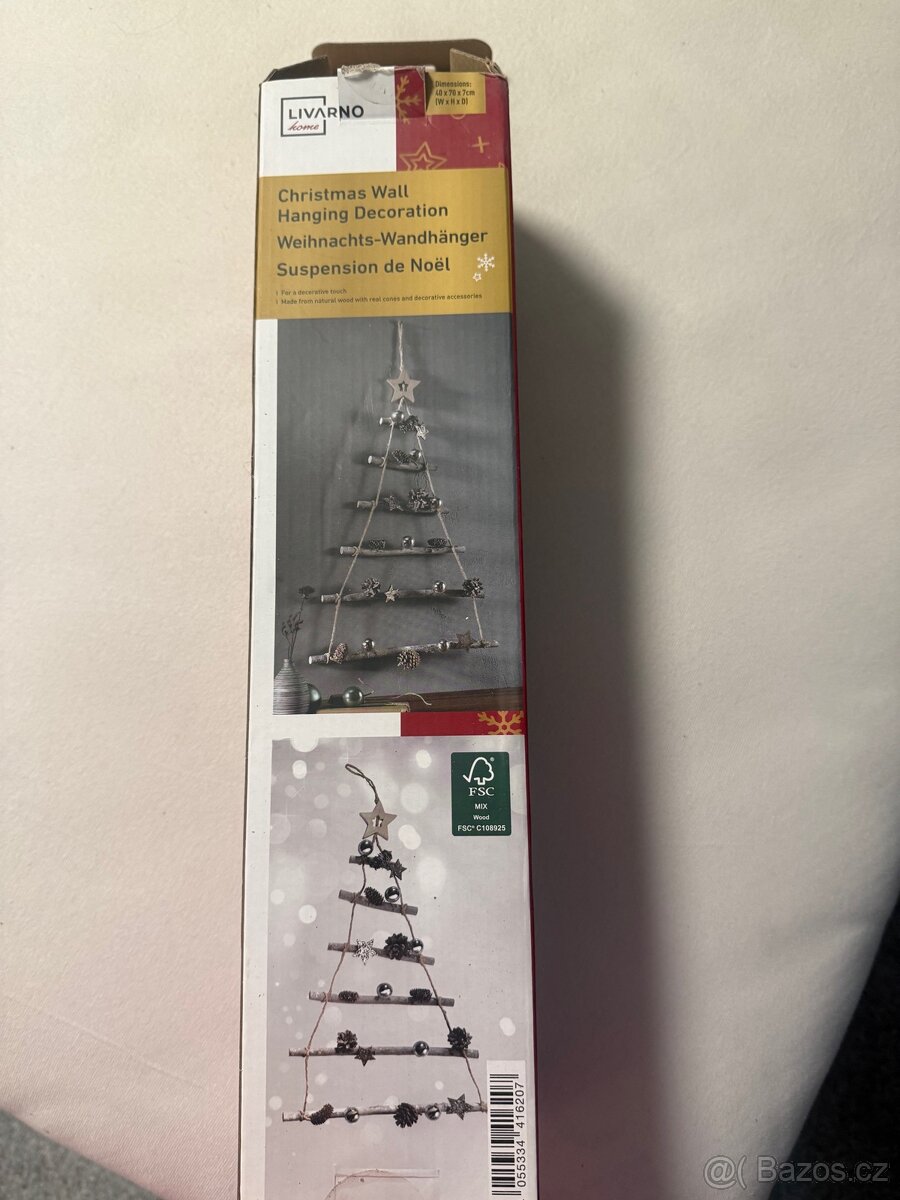 LIVARNO
home
Dimensions:
40 x 70 x 7cm
(W x H x D)
Christmas Wall
Hanging Decoration
Weihnachts-Wandhänger
Suspension de Noël
For a decorative touch
Made from natural wood with real cones and decorative accessories
®
FSC
MIX
Wood
FSC® C108925
055334 416207
@( Bazos.cz